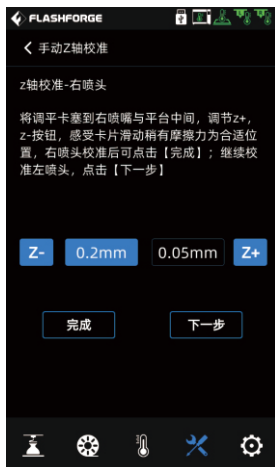 FLASHFORGE
手动Z轴校准
z轴校准-右喷头
将调平卡塞到右喷嘴与平台中间，调节z+,
z-按钮，感受卡片滑动稍有摩擦力为合适位
置，右喷头校准后可点击【完成】；继续校
准左喷头，点击【下一步】
Z- 0.2mm 0.05mm Z+
完成 下一步